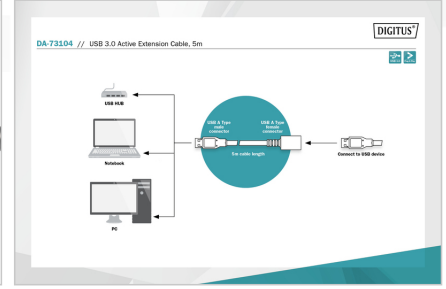 DIGITUS®
DA-73104 // USB 3.0 Active Extension Cable, 5m
USB HUB
USB A Type
male
connector
USB A Type
female
connector
5m cable length
Connect to USB device
Notebook
PC